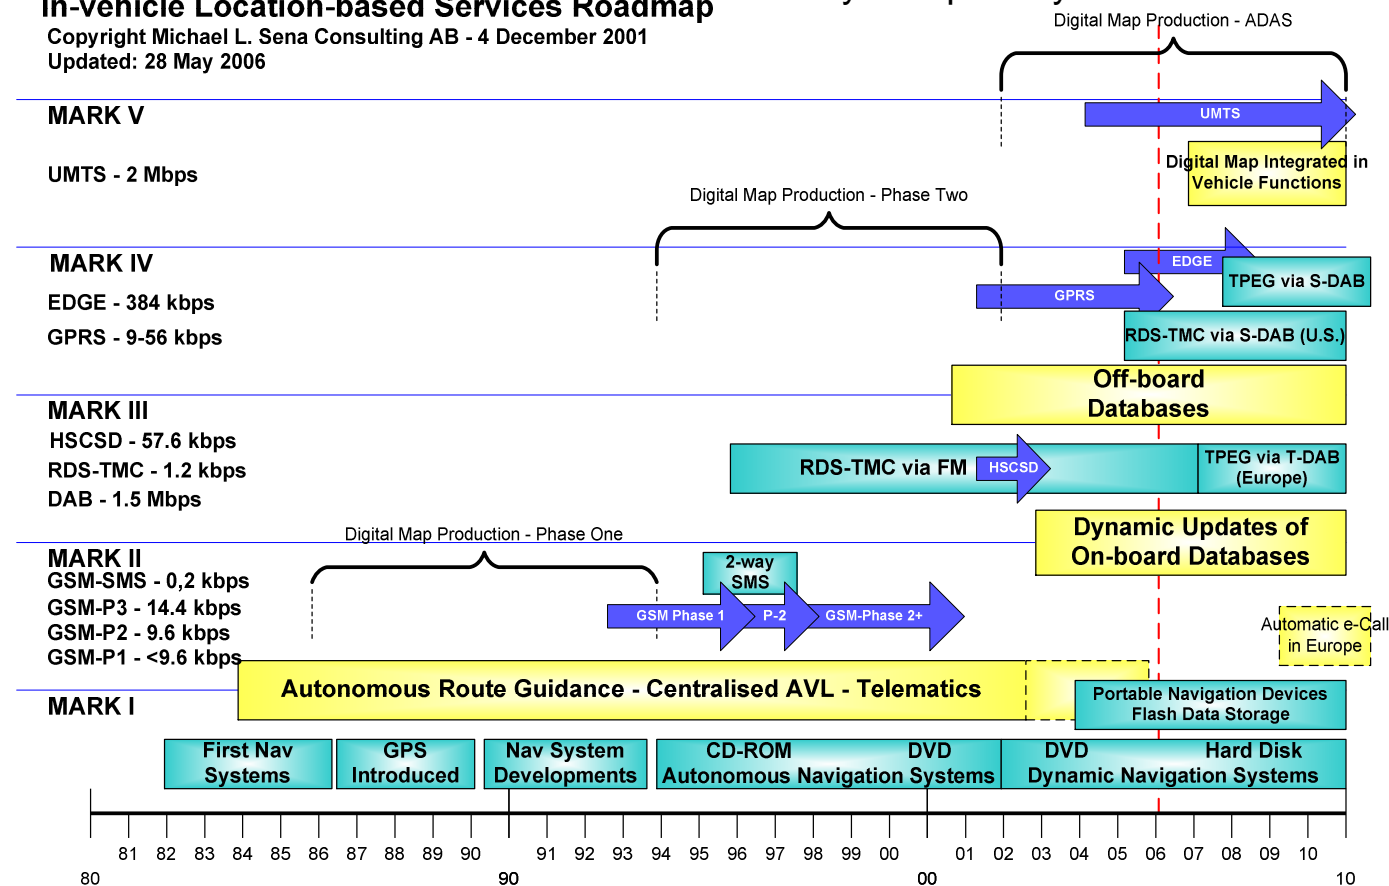 In-vehicle Location-based Services Roadmap
Copyright Michael L. Sena Consulting AB - 4 December 2001
Updated: 28 May 2006
Digital Map Production - ADAS
MARK V
UMTS
UMTS - 2 Mbps
Digital Map Integrated in
Vehicle Functions
Digital Map Production - Phase Two
MARK IV
EDGE
TPEG via S-DAB
EDGE - 384 kbps
GPRS
GPRS - 9-56 kbps
RDS-TMC via S-DAB (U.S.)
Off-board
Databases
MARK III
HSCSD - 57.6 kbps
RDS-TMC - 1.2 kbps
DAB - 1.5 Mbps
RDS-TMC via FM
HSCSD
TPEG via T-DAB
(Europe)
Dynamic Updates of
On-board Databases
Digital Map Production - Phase One
MARK II
GSM-SMS - 0,2 kbps
GSM-P3 - 14.4 kbps
GSM-P2 - 9.6 kbps
GSM-P1 - <9.6 kbps
2-way
SMS
GSM Phase 1
P-2
GSM-Phase 2+
Automatic e-Call
in Europe
Autonomous Route Guidance - Centralised AVL - Telematics
MARK I
Portable Navigation Devices
Flash Data Storage
First Nav
Systems
GPS
Introduced
Nav System
Developments
CD-ROM DVD
Autonomous Navigation Systems
DVD Hard Disk
Dynamic Navigation Systems
81 82 83 84 85 86 87 88 89 90 91 92 93 94 95 96 97 98 99 00 01 02 03 04 05 06 07 08 09 10
80 90 00 10